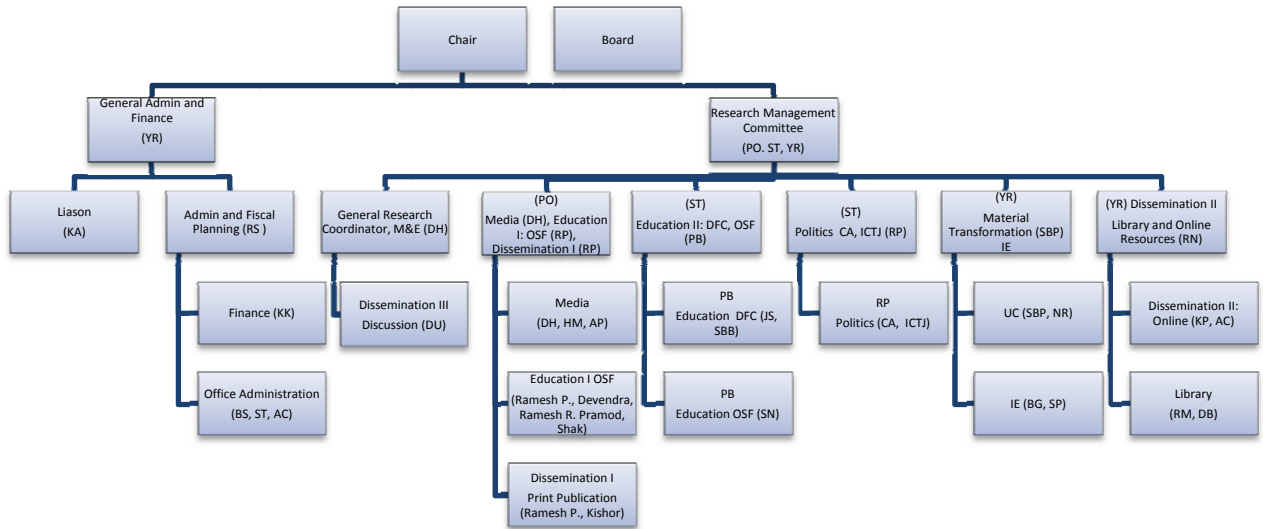 Chair
Board
General Admin and
Finance
(YR)
Research Management
Committee
(PO. ST, YR)
Liason
(KA)
Admin and Fiscal
Planning (RS )
General Research
Coordinator, M&E (DH)
(PO)
Media (DH), Education
I: OSF (RP),
Dissemination I (RP)
(ST)
Education II: DFC, OSF
(PB)
(ST)
Politics CA, ICTJ (RP)
(YR)
Material
Transformation (SBP)
IE
(YR) Dissemination II
Library and Online
Resources (RN)
Finance (KK)
Dissemination III
Discussion (DU)
Media
(DH, HM, AP)
PB
Education DFC (JS,
SBB)
RP
Politics (CA, ICTJ)
UC (SBP, NR)
Dissemination II:
Online (KP, AC)
Office Administration
(BS, ST, AC)
Education I OSF
(Ramesh P., Devendra,
Ramesh R. Pramod,
Shak)
PB
Education OSF (SN)
IE (BG, SP)
Library
(RM, DB)
Dissemination I
Print Publication
(Ramesh P., Kishor)